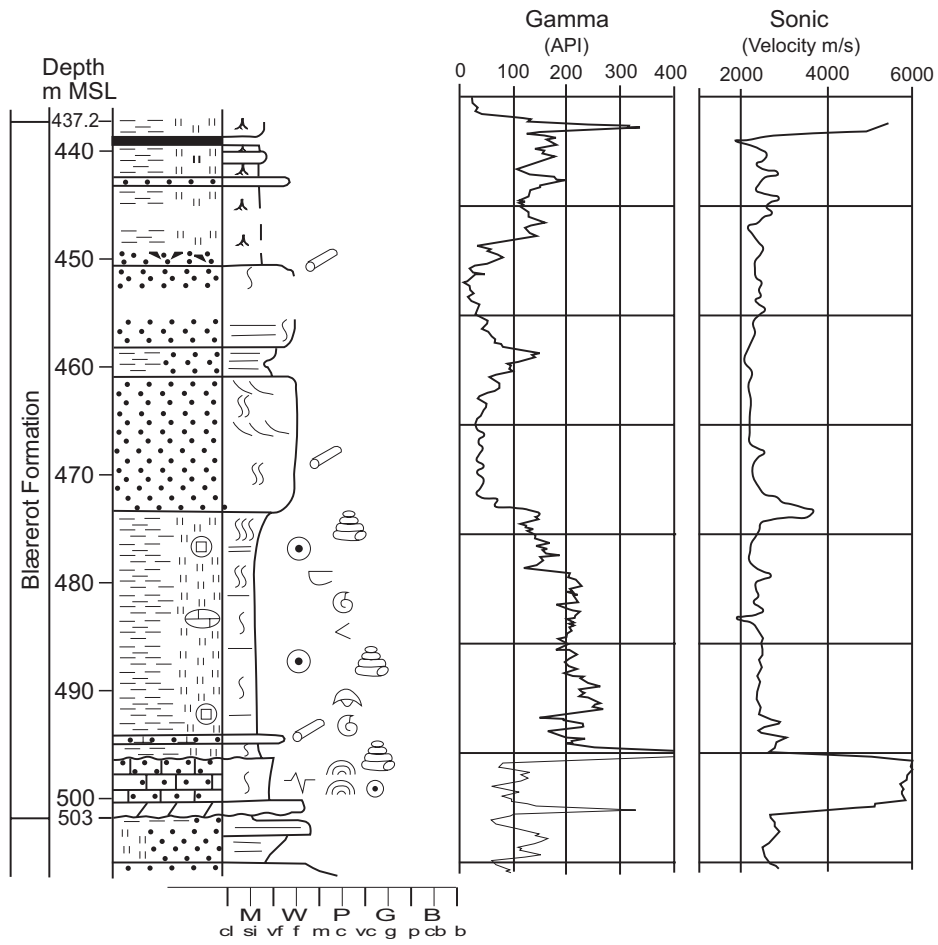 Gamma
(API)
0 100 200 300 400
Sonic
(Velocity m/s)
2000 4000 6000
Depth
m MSL
437.2
440
450
460
470
480
490
500
503
Blærerot Formation
M W P G B
cl si vf f m c vc g p cb b